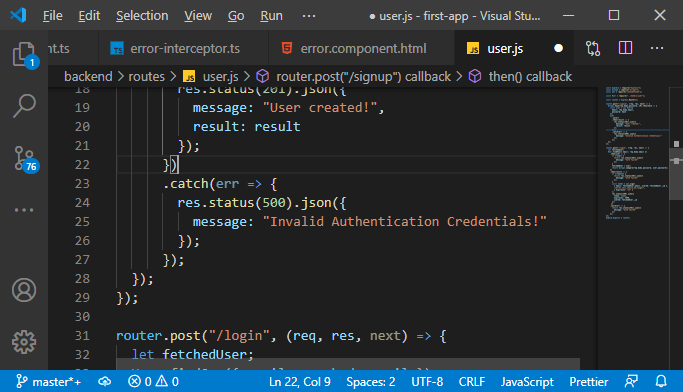 File Edit Selection View Go Run ··· • user.js - first-app - Visual Stu...
nt.ts error-interceptor.ts error.component.html user.js
backend > routes > user.js > router.post("/signup") callback > then() callback
18 res.status(201).json({
19 message: "User created!",
20 result: result
21 });
22 })
23 .catch(err => {
24 res.status(500).json({
25 message: "Invalid Authentication Credentials!"
26 });
27 });
28 });
29 });
30
31 router.post("/login", (req, res, next) => {
32 let fetchedUser;
1
76
master*+ 0 0 Ln 22, Col 9 Spaces: 2 UTF-8 CRLF JavaScript Prettier